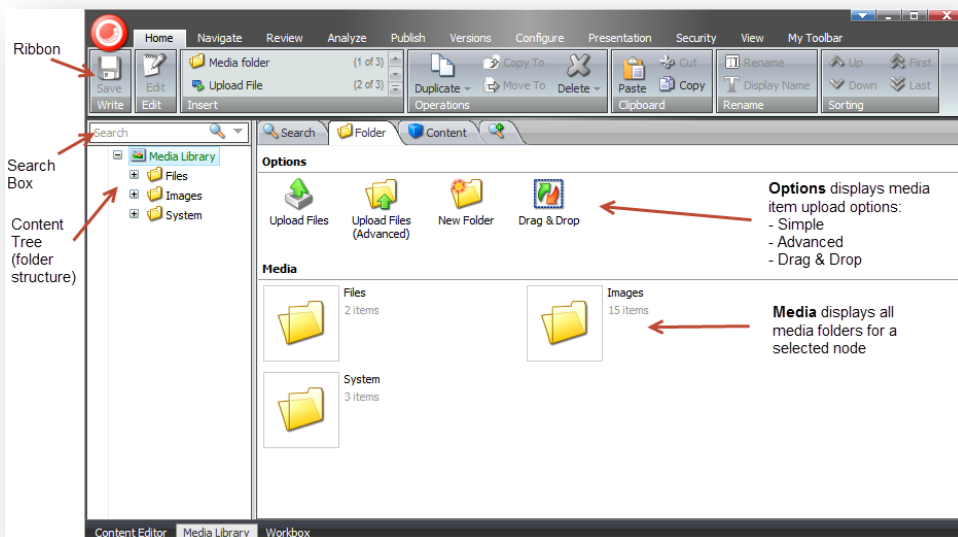 Ribbon
Home Navigate Review Analyze Publish Versions Configure Presentation Security View My Toolbar
Media folder (1 of 3)
Upload File (2 of 3)
Save
Edit
Duplicate
Copy To
Move To
Delete
Paste
Cut
Copy
Rename
Display Name
Up
Down
First
Last
Write Edit Insert Operations Clipboard Rename Sorting
Search
Search Folder Content
Search
Box
Content
Tree
(folder
structure)
Media Library
Files
Images
System
Options
Upload Files
Upload Files
(Advanced)
New Folder
Drag & Drop
Options displays media
item upload options:
- Simple
- Advanced
- Drag & Drop
Media
Files
2 items
Images
15 items
System
3 items
Media displays all
media folders for a
selected node
Content Editor Media Library Workbox